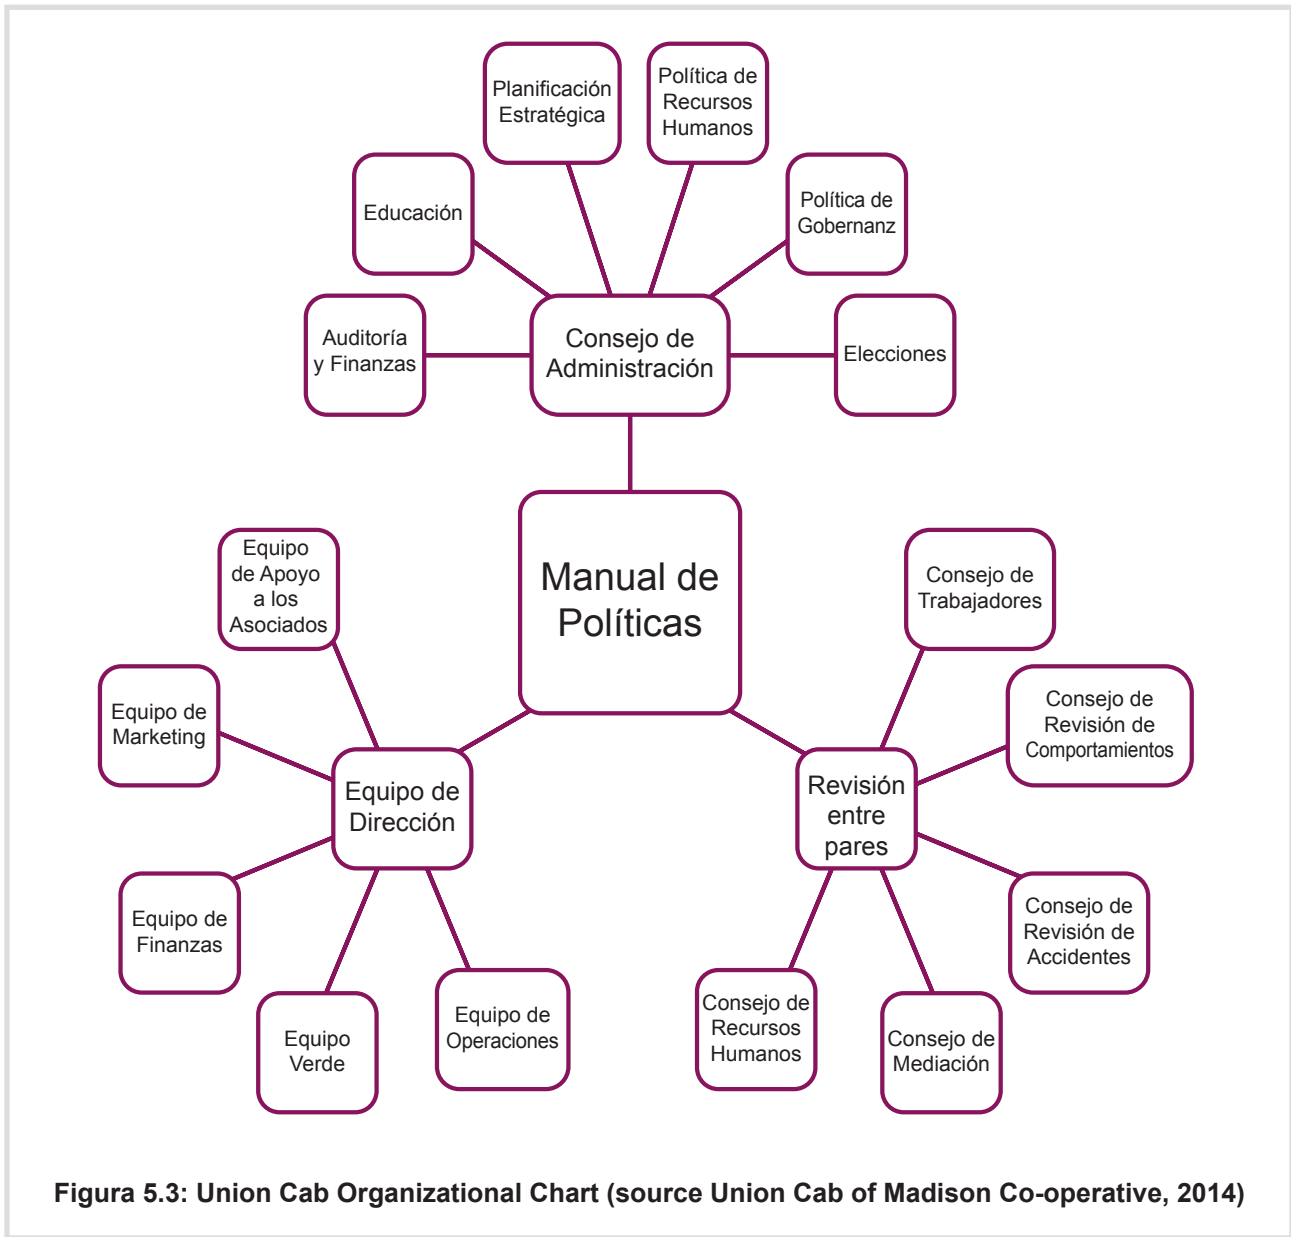 Planificación
Estratégica
Política de
Recursos
Humanos
Educación
Política de
Gobernanz
Auditoría
y Finanzas
Consejo de
Administración
Elecciones
Manual de
Políticas
Equipo
de Apoyo
a los
Asociados
Equipo de
Marketing
Equipo de
Dirección
Equipo de
Finanzas
Equipo
Verde
Equipo de
Operaciones
Consejo de
Trabajadores
Consejo de
Revisión de
Comportamientos
Revisión
entre
pares
Consejo de
Revisión de
Accidentes
Consejo de
Recursos
Humanos
Consejo de
Mediación
Figura 5.3: Union Cab Organizational Chart (source Union Cab of Madison Co-operative, 2014)